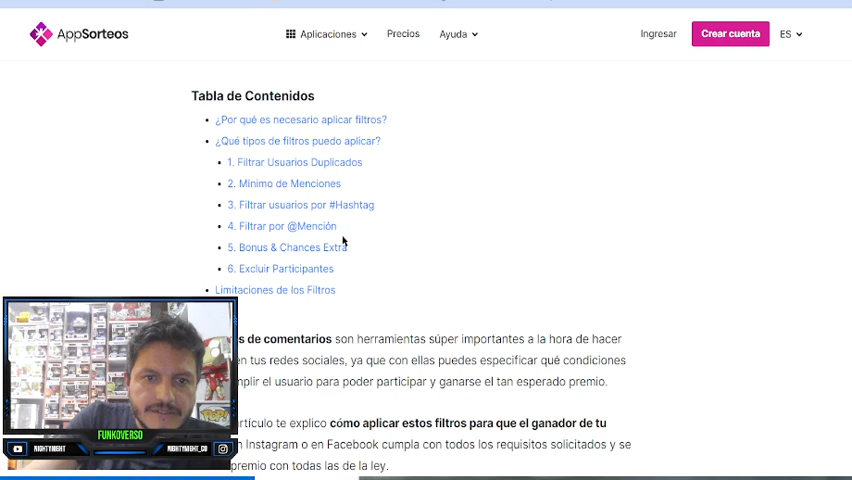 AppSorteos
Aplicaciones
Precios
Ayuda
Ingresar
Crear cuenta
ES
Tabla de Contenidos
¿Por qué es necesario aplicar filtros?
¿Qué tipos de filtros puedo aplicar?
1. Filtrar Usuarios Duplicados
2. Mínimo de Menciones
3. Filtrar usuarios por #Hashtag
4. Filtrar por @Mención
5. Bonus & Chances Extra
6. Excluir Participantes
Limitaciones de los Filtros
de comentarios son herramientas súper importantes a la hora de hacer
en tus redes sociales, ya que con ellas puedes especificar qué condiciones
el usuario para poder participar y ganarse el tan esperado premio.
te explico cómo aplicar estos filtros para que el ganador de tu
Instagram o en Facebook cumpla con todos los requisitos solicitados y se
premio con todas las de la ley.
POP!
FUNKOVERSO
NIGHTYNIGHT
NIGHTYNIGHT_CO